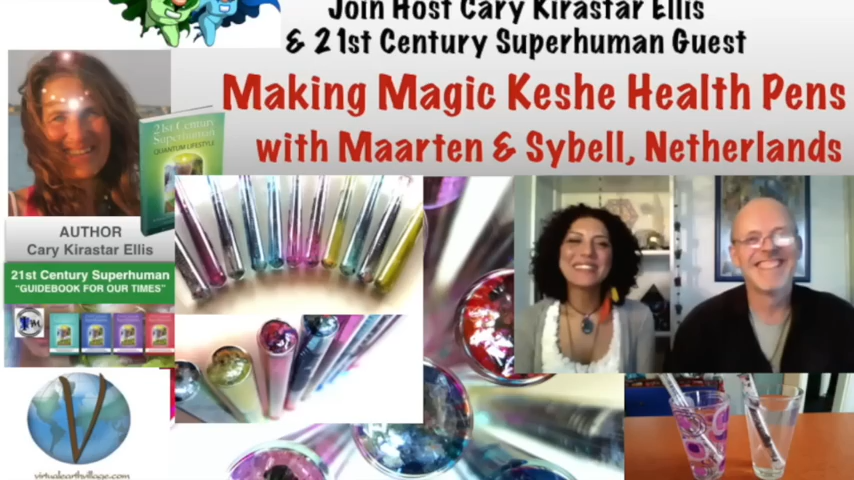 Join Host Cary Kirastar Ellis
& 21st Century Superhuman Guest
Making Magic Keshe Health Pens
with Maarten & Sybell, Netherlands
21st Century
Superhuman
QUANTUM LIFESTYLE
AUTHOR
Cary Kirastar Ellis
21st Century Superhuman
"GUIDEBOOK FOR OUR TIMES"
V
virtualearthvillage.com